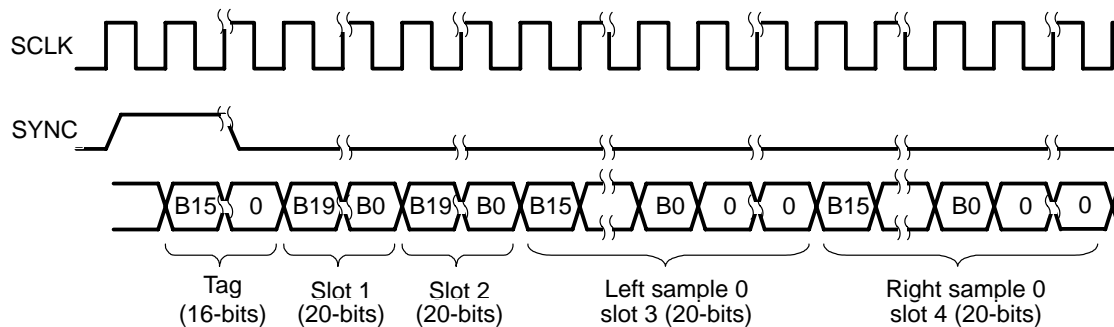 SCLK
SYNC
B15 0 B19 B0 B19 B0 B15 B0 0 0 B15 B0 0 0
Tag
(16-bits)
Slot 1
(20-bits)
Slot 2
(20-bits)
Left sample 0
slot 3 (20-bits)
Right sample 0
slot 4 (20-bits)